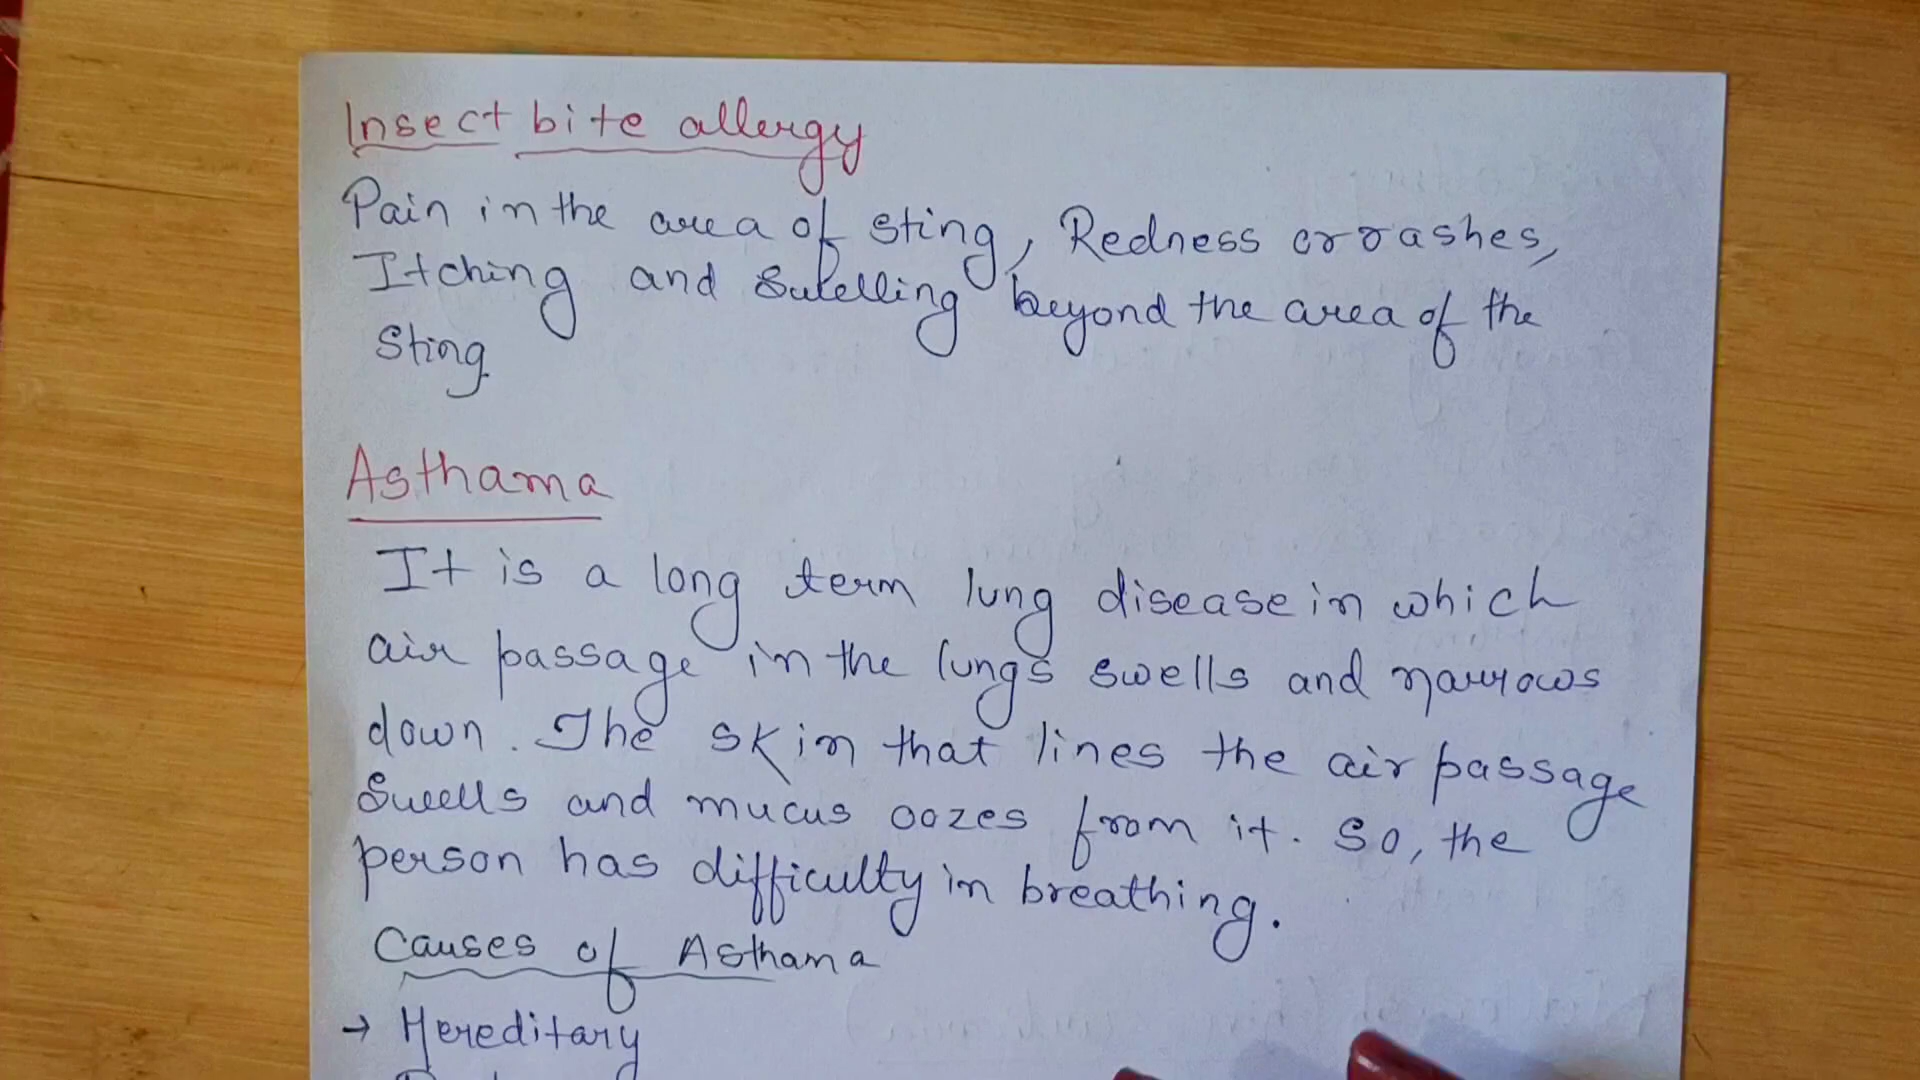 Insect bite allergy
Pain in the area of sting, Redness or rashes,
Itching and Swelling beyond the area of the
Sting
Asthama
It is a long term lung disease in which
air passage in the lungs swells and narrows
down. The skin that lines the air passage
Swells and mucus oozes from it. So, the
person has difficulty in breathing.
Causes of Asthama
→ Hereditary